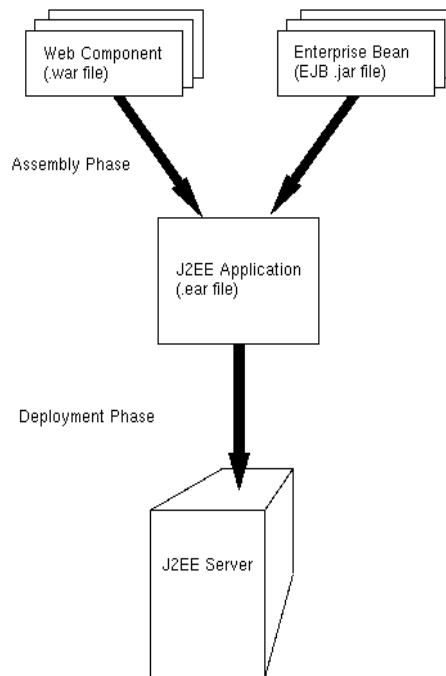 Web Component
(.war file)
Enterprise Bean
(EJB .jar file)
Assembly Phase
J2EE Application
(.ear file)
Deployment Phase
J2EE Server